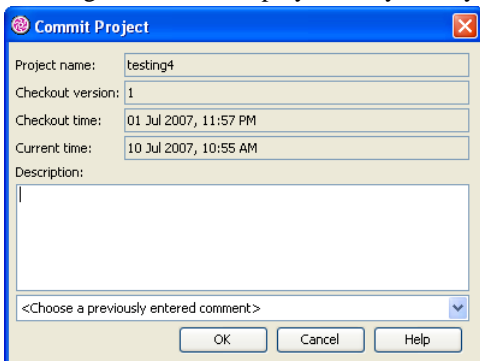 Commit Project
Project name: testing4
Checkout version: 1
Checkout time: 01 Jul 2007, 11:57 PM
Current time: 10 Jul 2007, 10:55 AM
Description:
<Choose a previously entered comment>
OK Cancel Help